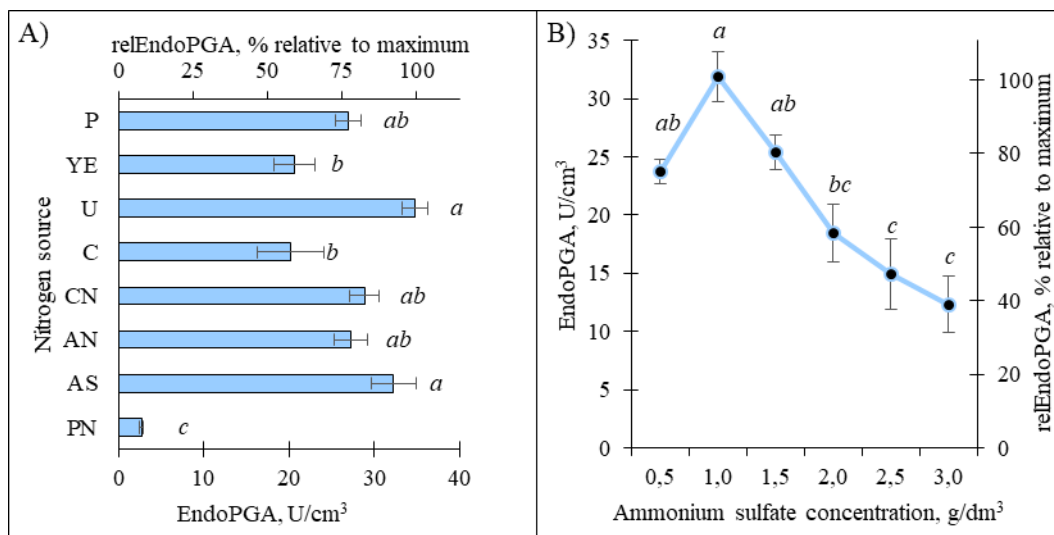 A)
relEndoPGA, % relative to maximum
0 25 50 75 100
Nitrogen source
P ab
YE b
U a
C b
CN ab
AN ab
AS a
PN c
0 10 20 30 40
EndoPGA, U/cm³
B)
EndoPGA, U/cm³
35
30
25
20
15
10
5
0
a
ab
ab
bc
c
c
100
80
60
40
20
0
relEndoPGA, % relative to maximum
0,5 1,0 1,5 2,0 2,5 3,0
Ammonium sulfate concentration, g/dm³